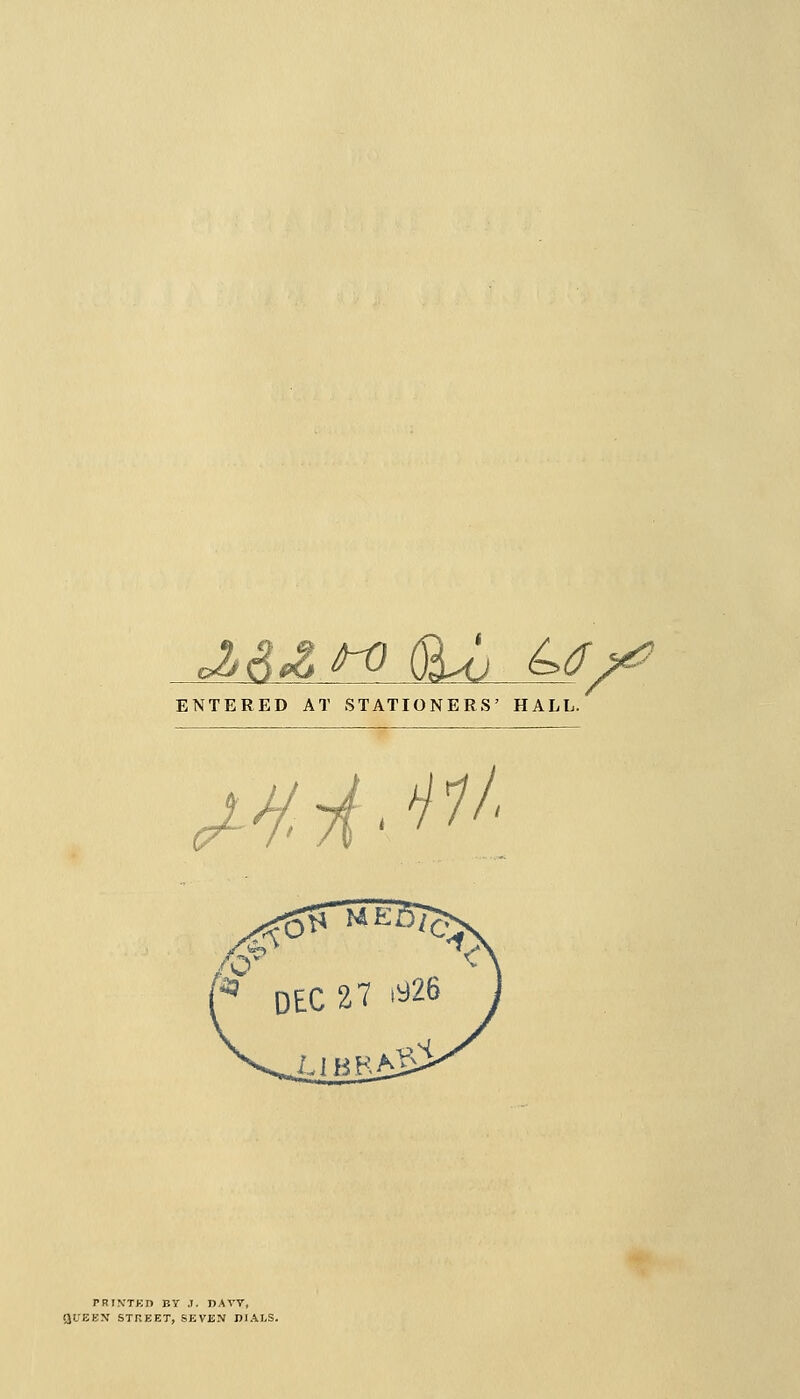 ENTERED AT STATIONERS' HALL.
BOSTON MEDICAL
DEC 27 1926
LIBRARY
PRINTED BY J. DAVY,
QUEEN STREET, SEVEN DIALS.